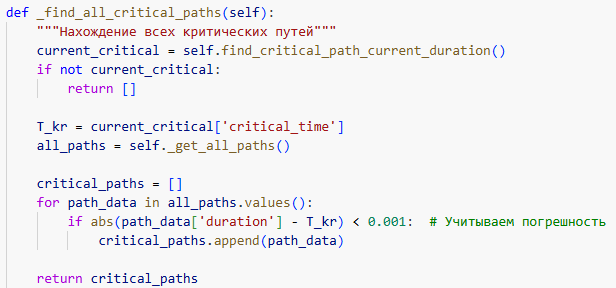 def _find_all_critical_paths(self):
    """Нахождение всех критических путей"""
    current_critical = self.find_critical_path_current_duration()
    if not current_critical:
        return []

    T_kr = current_critical['critical_time']
    all_paths = self._get_all_paths()

    critical_paths = []
    for path_data in all_paths.values():
        if abs(path_data['duration'] - T_kr) < 0.001:  # Учитываем погрешность
            critical_paths.append(path_data)

    return critical_paths